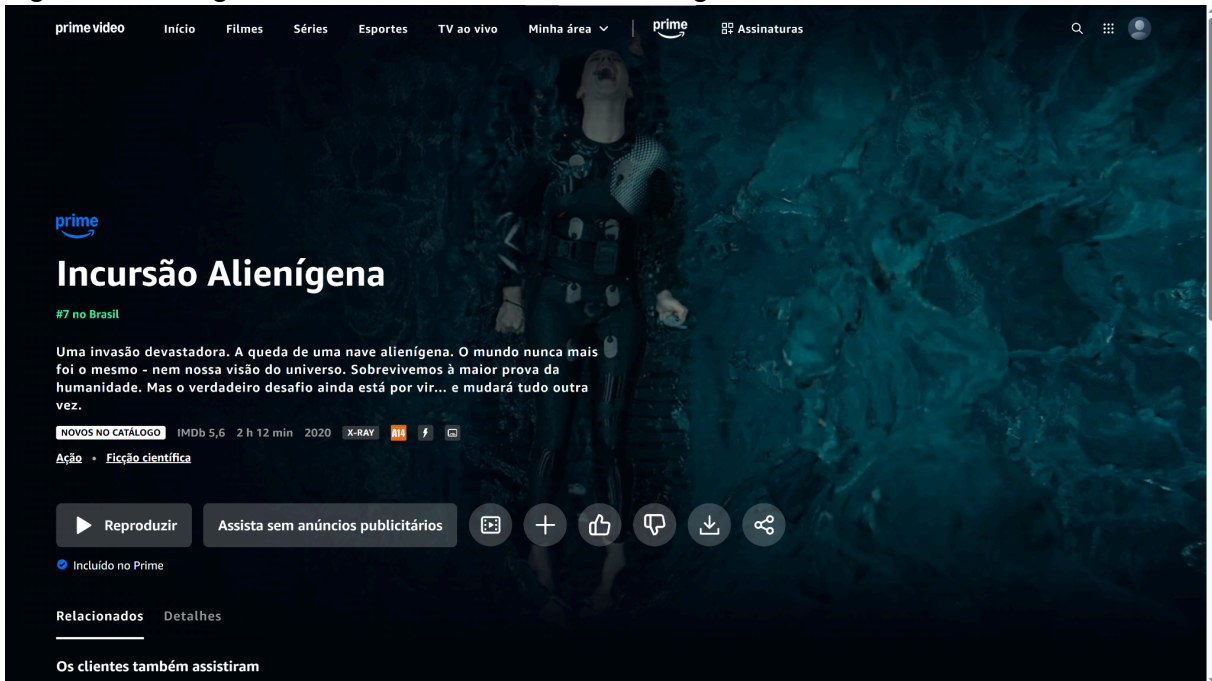 prime video Início Filmes Séries Esportes TV ao vivo Minha área prime Assinaturas
prime
Incursão Alienígena
#7 no Brasil
Uma invasão devastadora. A queda de uma nave alienígena. O mundo nunca mais
foi o mesmo - nem nossa visão do universo. Sobrevivemos à maior prova da
humanidade. Mas o verdadeiro desafio ainda está por vir... e mudará tudo outra
vez.
NOVOS NO CATÁLOGO IMDb 5,6 2 h 12 min 2020 X-RAY A14
Ação • Ficção científica
Reproduzir Assista sem anúncios publicitários
Incluído no Prime
Relacionados Detalhes
Os clientes também assistiram